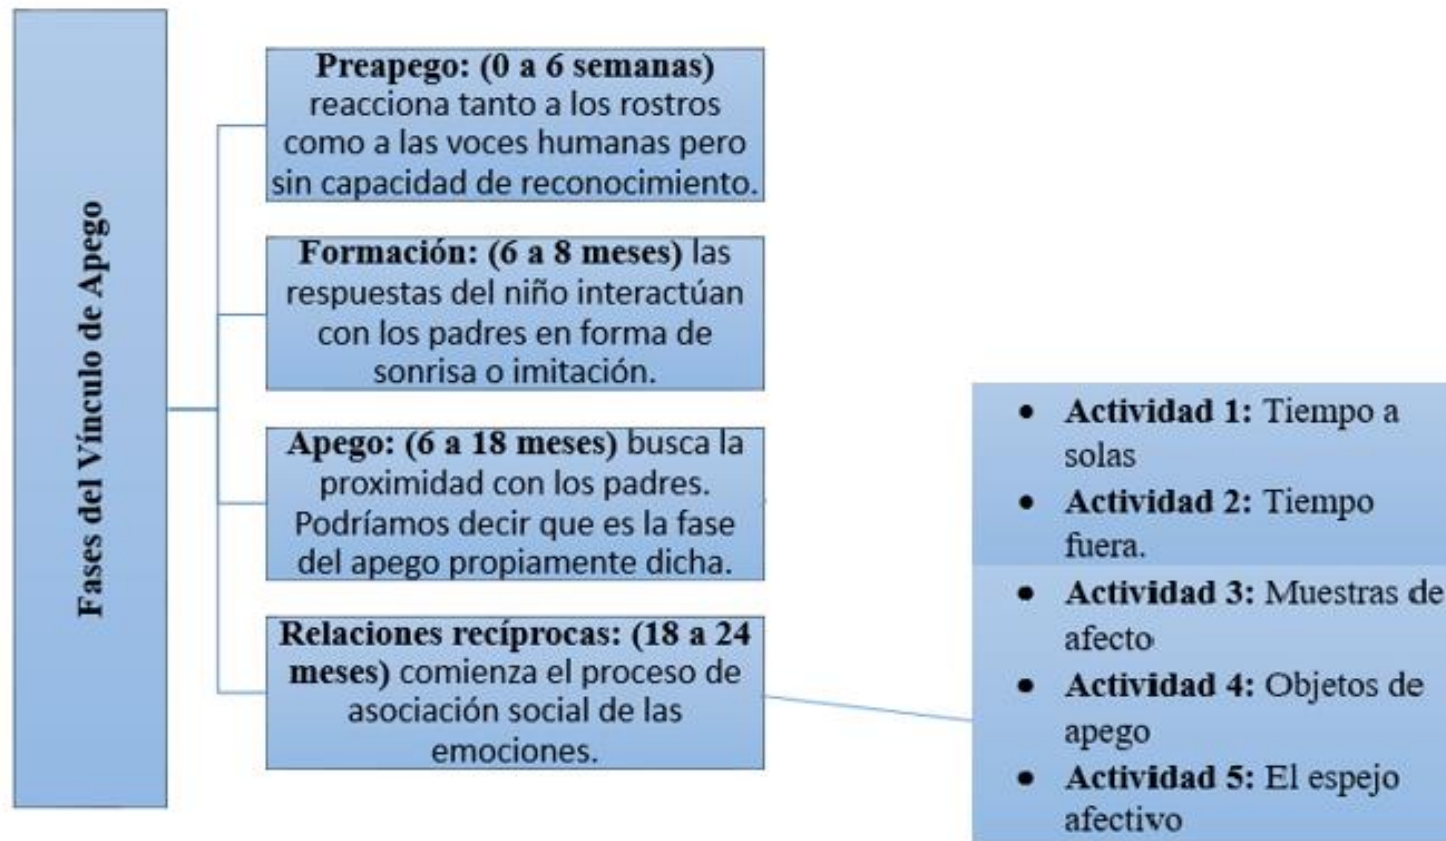 Fases del Vínculo de Apego
Preapego: (0 a 6 semanas)
reacciona tanto a los rostros
como a las voces humanas pero
sin capacidad de reconocimiento.
Formación: (6 a 8 meses) las
respuestas del niño interactúan
con los padres en forma de
sonrisa o imitación.
Apego: (6 a 18 meses) busca la
proximidad con los padres.
Podríamos decir que es la fase
del apego propiamente dicha.
Relaciones recíprocas: (18 a 24
meses) comienza el proceso de
asociación social de las
emociones.
• Actividad 1: Tiempo a
solas
• Actividad 2: Tiempo
fuera.
• Actividad 3: Muestras de
afecto
• Actividad 4: Objetos de
apego
• Actividad 5: El espejo
afectivo